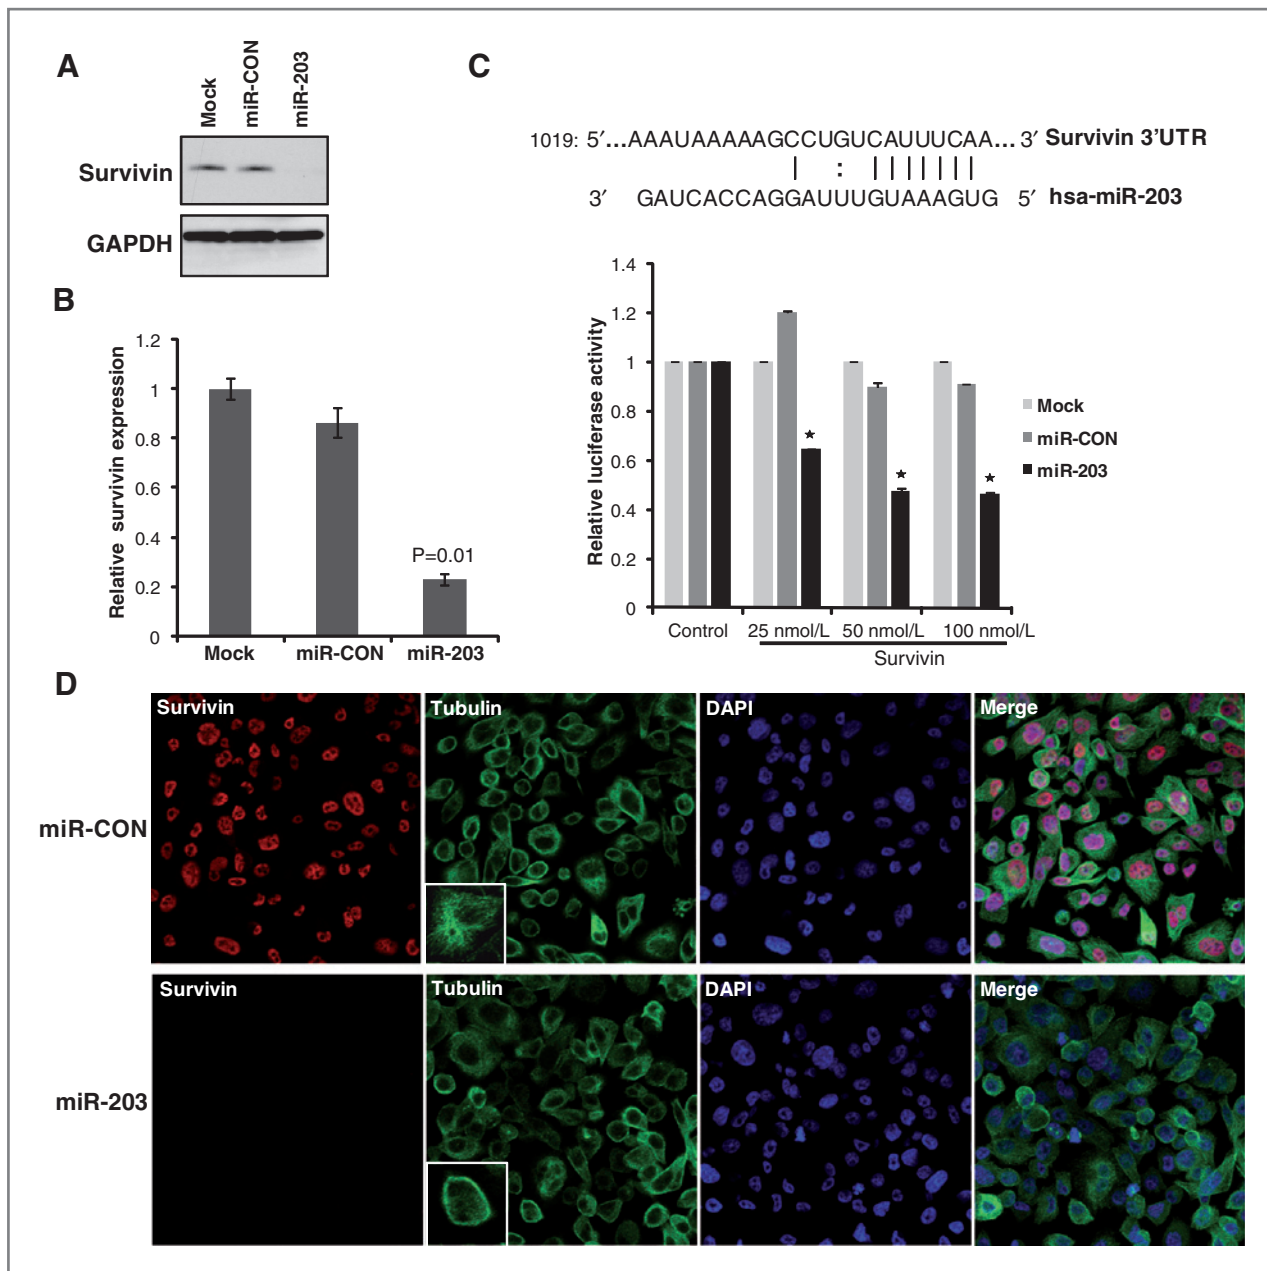 A
Mock
miR-CON
miR-203
Survivin
GAPDH
B
Relative survivin expression
1.2
1
0.8
0.6
0.4
0.2
0
P=0.01
Mock
miR-CON
miR-203
C
1019: 5′...AAAUAAAAAGCCUGUCAUUUCAA... 3′ Survivin 3'UTR
| : | | | | | | |
3′ GAUCACCAGGAUUUGUAAAGUG 5′ hsa-miR-203
Relative luciferase activity
1.4
1.2
1
0.8
0.6
0.4
0.2
0
★
★
★
Mock
miR-CON
miR-203
Control
25 nmol/L
50 nmol/L
100 nmol/L
Survivin
D
miR-CON
Survivin
Tubulin
DAPI
Merge
miR-203
Survivin
Tubulin
DAPI
Merge